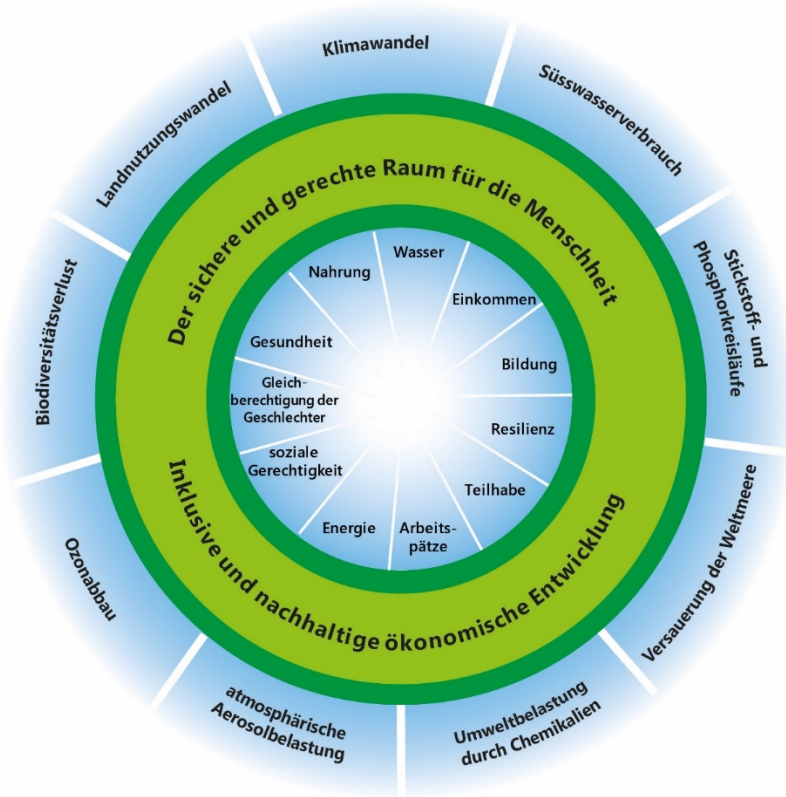 Klimawandel
Süsswasserverbrauch
Stickstoff- und
Phosphorkreisläufe
Versauerung der Weltmeere
Umweltbelastung
durch Chemikalien
atmosphärische
Aerosolbelastung
Ozonabbau
Biodiversitätsverlust
Landnutzungswandel
Der sichere und gerechte Raum für die Menschheit
Inklusive und nachhaltige ökonomische Entwicklung
Wasser
Einkommen
Bildung
Resilienz
Teilhabe
Arbeits-
pätze
Energie
soziale
Gerechtigkeit
Gleich-
berechtigung der
Geschlechter
Gesundheit
Nahrung